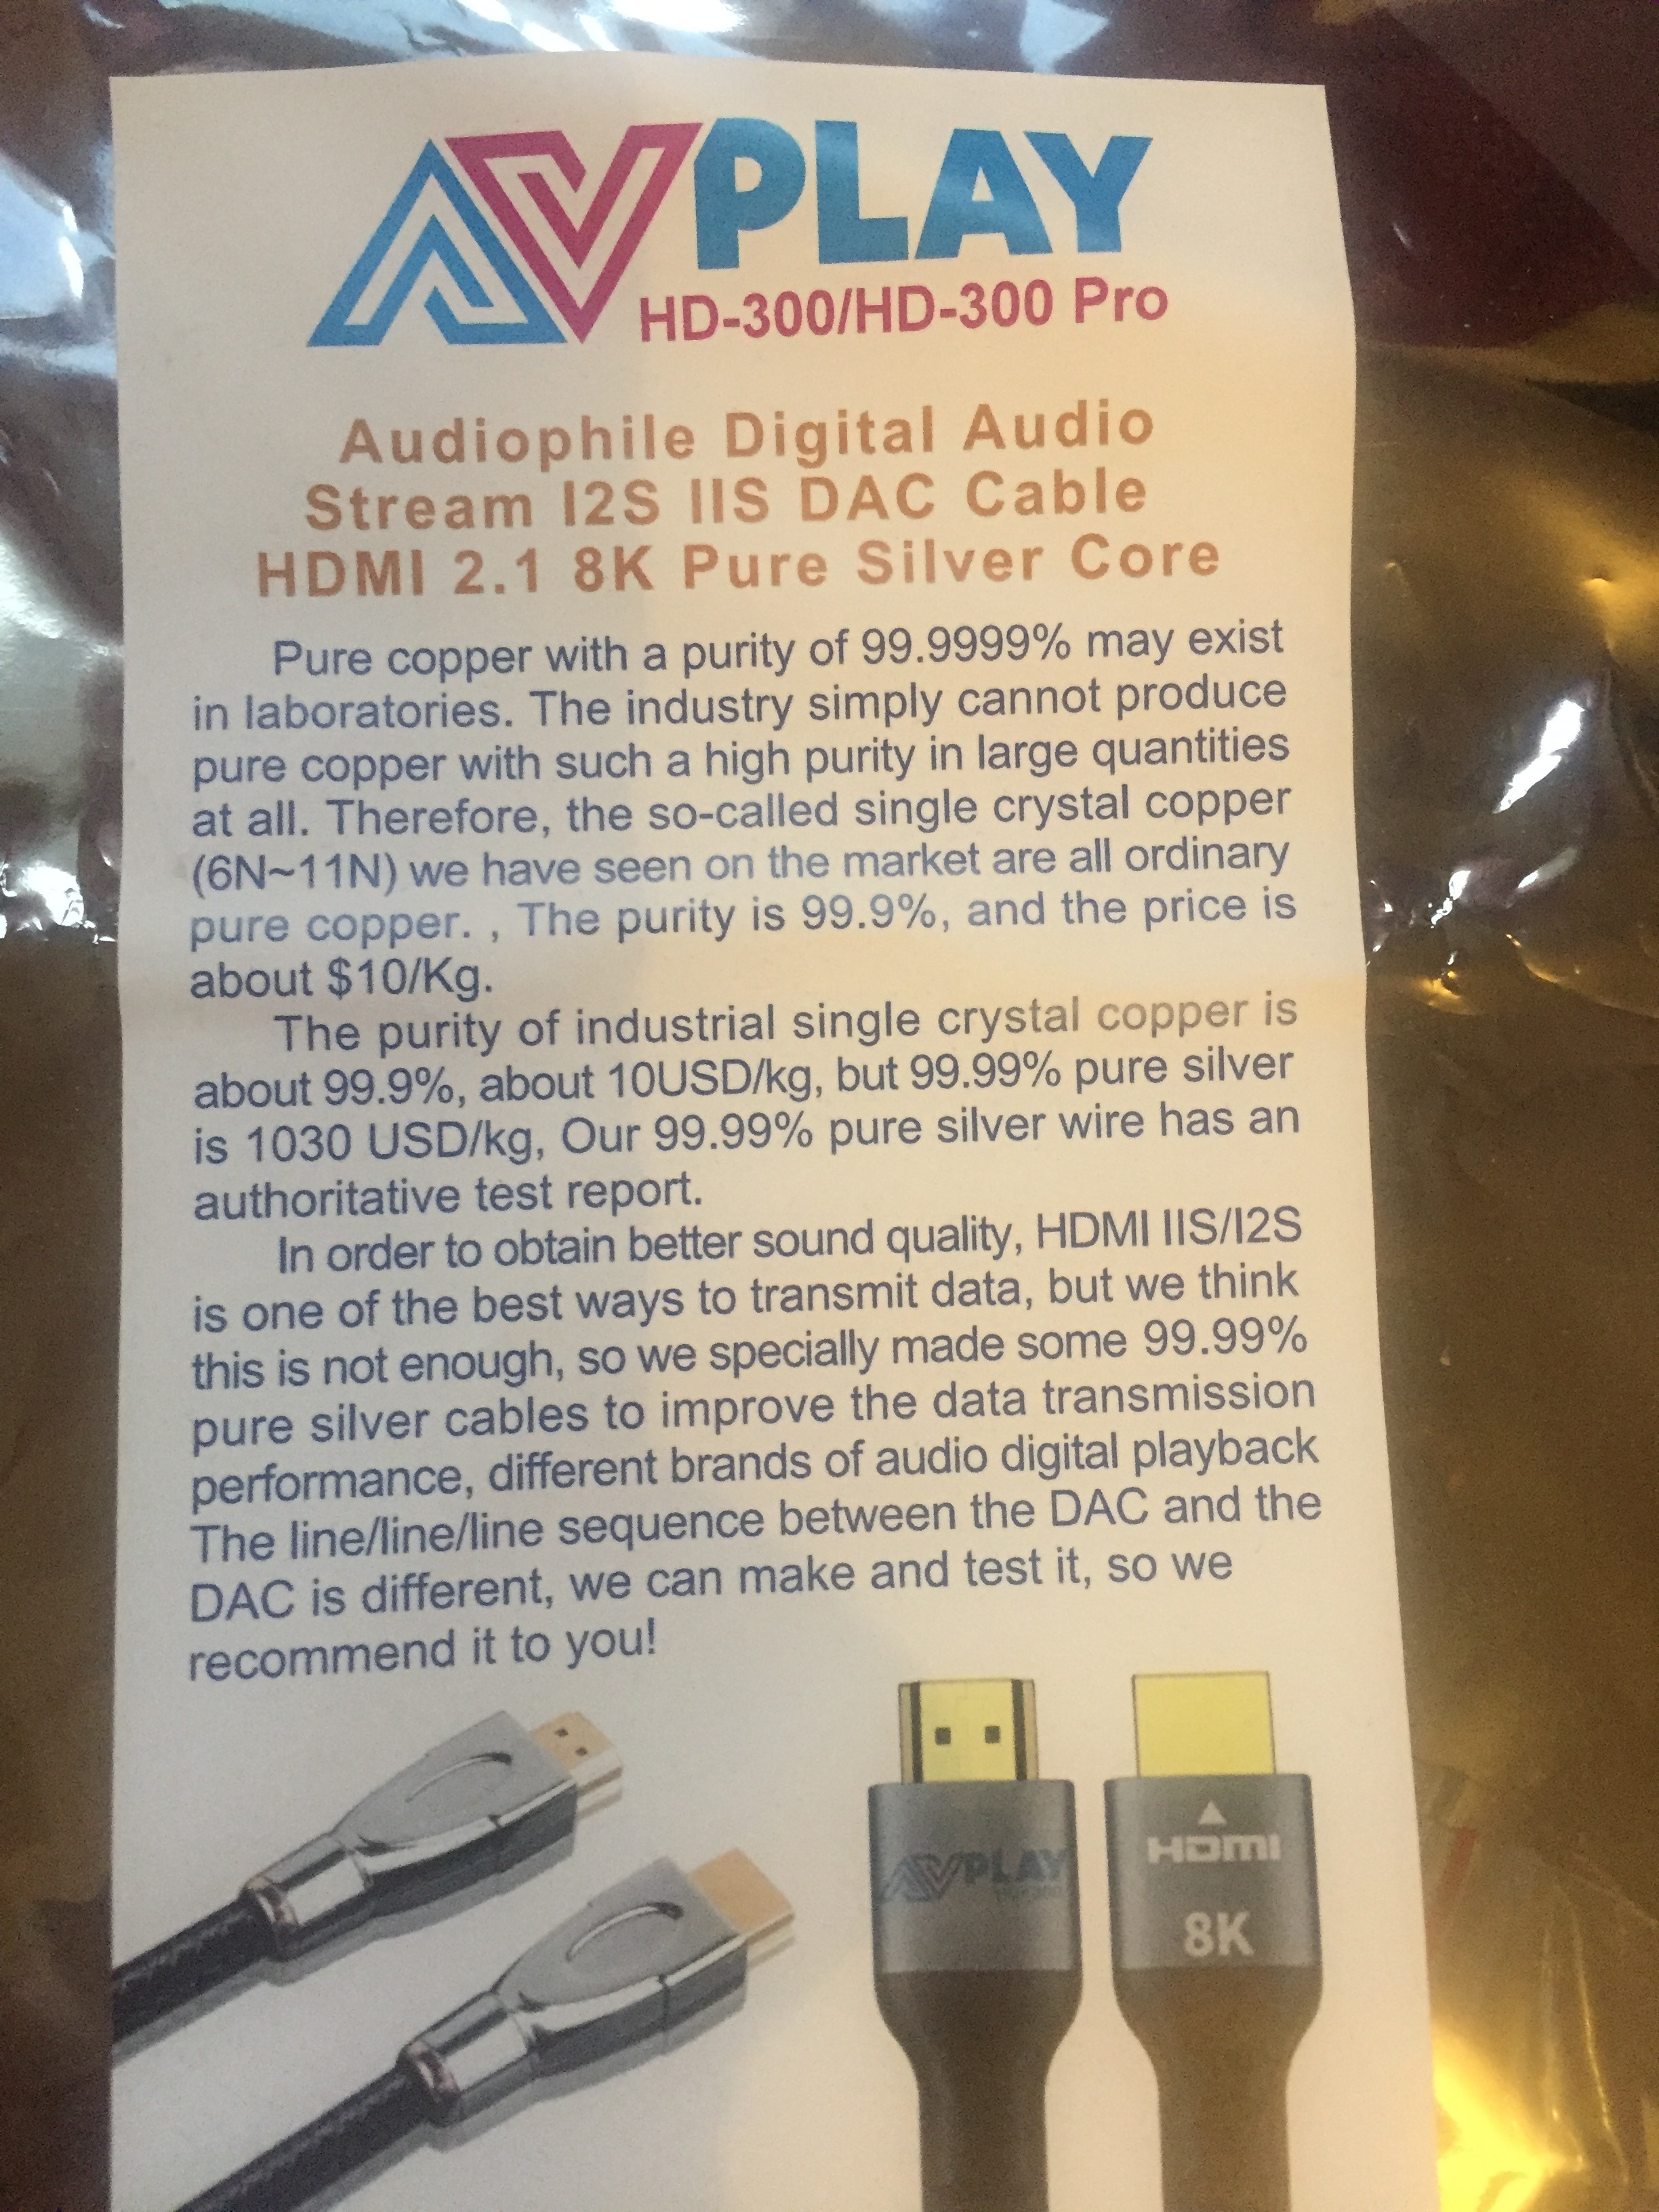 AVPLAY
HD-300/HD-300 Pro
Audiophile Digital Audio
Stream I2S IIS DAC Cable
HDMI 2.1 8K Pure Silver Core
Pure copper with a purity of 99.9999% may exist
in laboratories. The industry simply cannot produce
pure copper with such a high purity in large quantities
at all. Therefore, the so-called single crystal copper
(6N~11N) we have seen on the market are all ordinary
pure copper. , The purity is 99.9%, and the price is
about $10/Kg.
The purity of industrial single crystal copper is
about 99.9%, about 10USD/kg, but 99.99% pure silver
is 1030 USD/kg, Our 99.99% pure silver wire has an
authoritative test report.
In order to obtain better sound quality, HDMI IIS/I2S
is one of the best ways to transmit data, but we think
this is not enough, so we specially made some 99.99%
pure silver cables to improve the data transmission
performance, different brands of audio digital playback
The line/line/line sequence between the DAC and the
DAC is different, we can make and test it, so we
recommend it to you!
AVPLAY
HDMI
8K